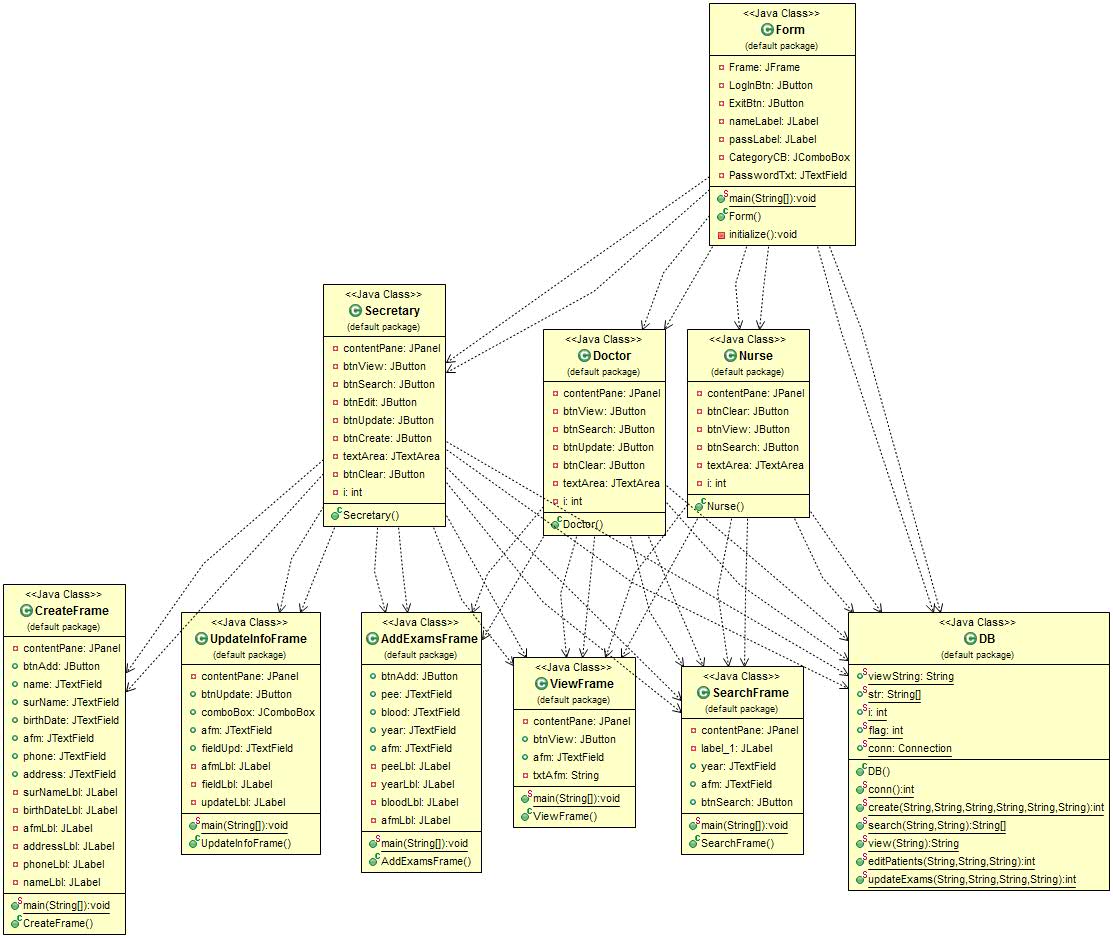 <<Java Class>>
Form
(default package)
Frame: JFrame
LogInBtn: JButton
ExitBtn: JButton
nameLabel: JLabel
passLabel: JLabel
CategoryCB: JComboBox
PasswordTxt: JTextField
main(String[]):void
Form()
initialize():void
<<Java Class>>
Secretary
(default package)
contentPane: JPanel
btnView: JButton
btnSearch: JButton
btnEdit: JButton
btnUpdate: JButton
btnCreate: JButton
textArea: JTextArea
btnClear: JButton
i: int
Secretary()
<<Java Class>>
Doctor
(default package)
contentPane: JPanel
btnView: JButton
btnSearch: JButton
btnUpdate: JButton
btnClear: JButton
textArea: JTextArea
i: int
Doctor()
<<Java Class>>
Nurse
(default package)
contentPane: JPanel
btnClear: JButton
btnView: JButton
btnSearch: JButton
textArea: JTextArea
i: int
Nurse()
<<Java Class>>
CreateFrame
(default package)
contentPane: JPanel
btnAdd: JButton
name: JTextField
surName: JTextField
birthDate: JTextField
afm: JTextField
phone: JTextField
address: JTextField
surNameLbl: JLabel
birthDateLbl: JLabel
afmLbl: JLabel
addressLbl: JLabel
phoneLbl: JLabel
nameLbl: JLabel
main(String[]):void
CreateFrame()
<<Java Class>>
UpdateInfoFrame
(default package)
contentPane: JPanel
btnUpdate: JButton
comboBox: JComboBox
afm: JTextField
fieldUpd: JTextField
afmLbl: JLabel
fieldLbl: JLabel
updateLbl: JLabel
main(String[]):void
UpdateInfoFrame()
<<Java Class>>
AddExamsFrame
(default package)
btnAdd: JButton
pee: JTextField
blood: JTextField
year: JTextField
afm: JTextField
peeLbl: JLabel
yearLbl: JLabel
bloodLbl: JLabel
afmLbl: JLabel
main(String[]):void
AddExamsFrame()
<<Java Class>>
ViewFrame
(default package)
contentPane: JPanel
btnView: JButton
afm: JTextField
txtAfm: String
main(String[]):void
ViewFrame()
<<Java Class>>
SearchFrame
(default package)
contentPane: JPanel
label_1: JLabel
year: JTextField
afm: JTextField
btnSearch: JButton
main(String[]):void
SearchFrame()
<<Java Class>>
DB
(default package)
viewString: String
str: String[]
i: int
flag: int
conn: Connection
DB()
conn():int
create(String,String,String,String,String,String):int
search(String,String):String[]
view(String):String
editPatients(String,String,String):int
updateExams(String,String,String,String):int